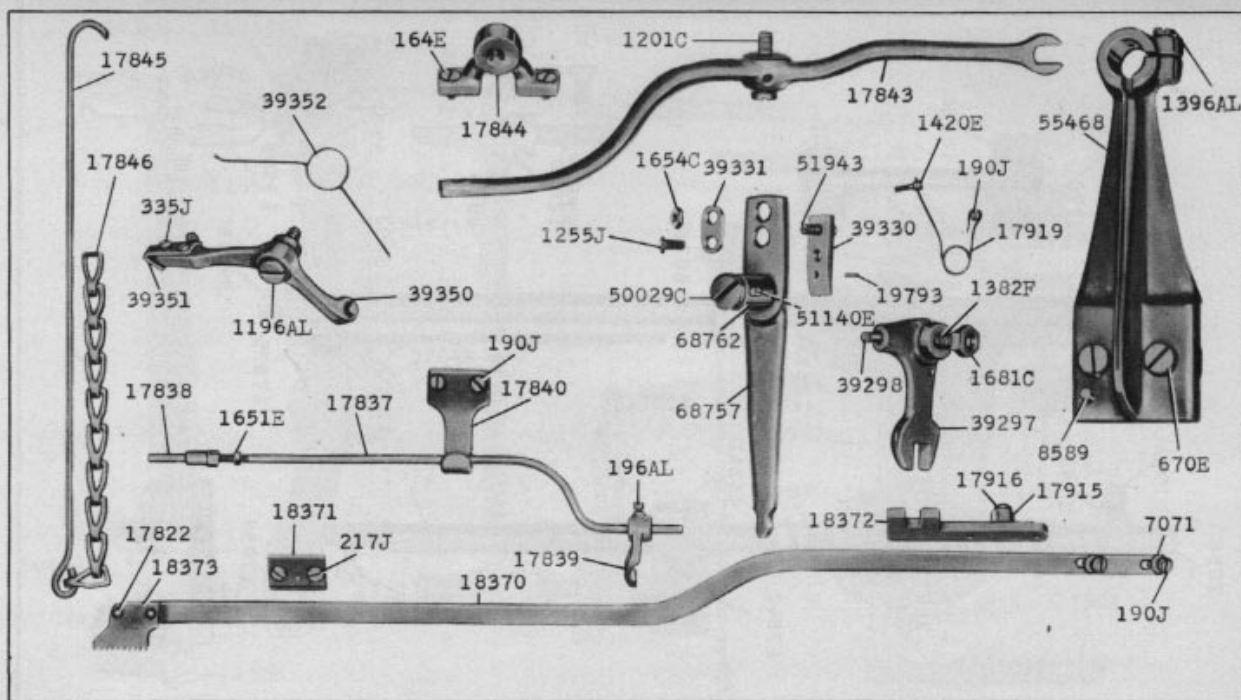 17845
164E
1201C
39352
17844
17843
1396AL
55468
17846
1654C
39331
51943
1420E
190J
335J
1255J
39330
17919
39351
39350
50029C
19793
1382F
1196AL
51140E
68762
190J
39298
1681C
17838
1651E
17837
17840
68757
39297
8589
670E
196AL
17916
17915
18371
18372
17822
18373
217J
17839
7071
18370
190J